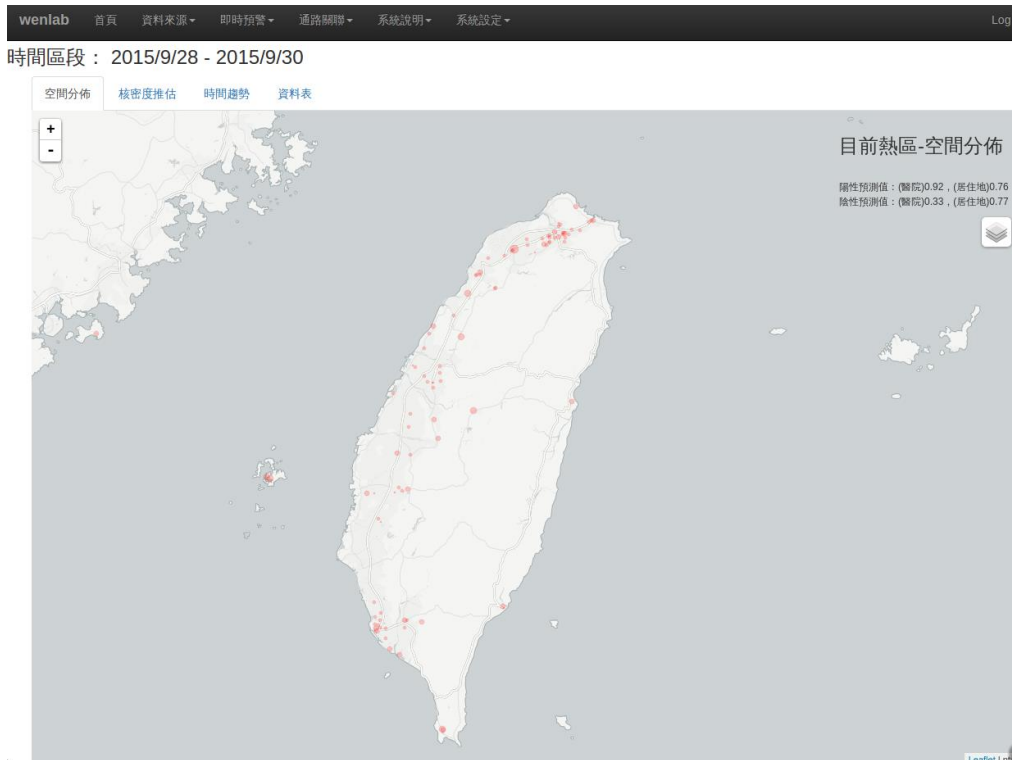 wenlab 首頁 資料來源 即時預警 通路關聯 系統說明 系統設定 Log
時間區段： 2015/9/28 - 2015/9/30
空間分佈 核密度推估 時間趨勢 資料表
+
-
目前熱區-空間分佈
陽性預測值：(醫院)0.92，(居住地)0.76
陰性預測值：(醫院)0.33，(居住地)0.77
Leaflet